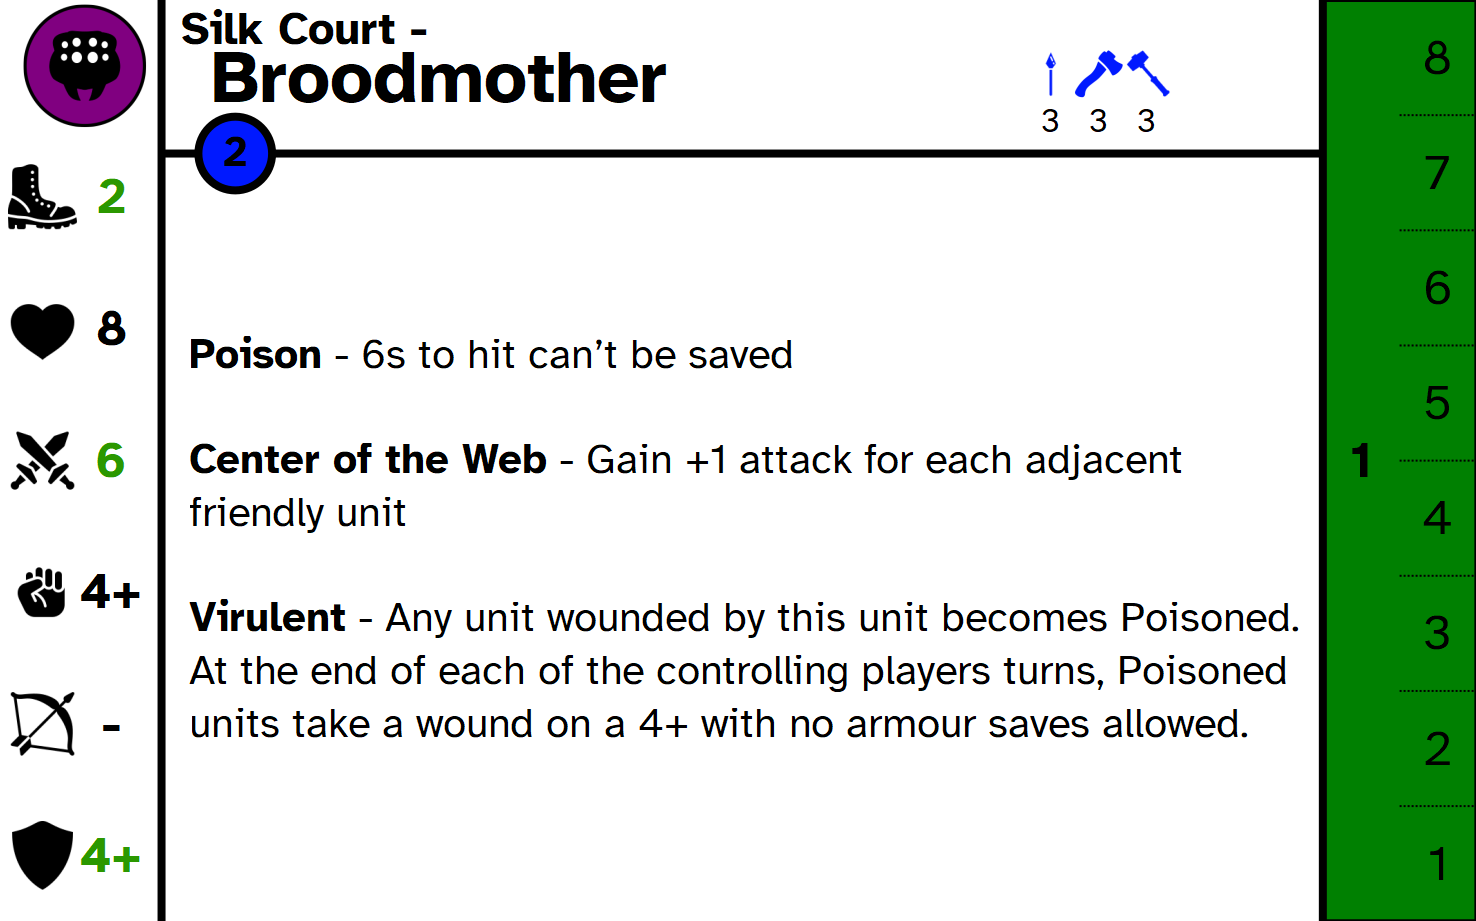 Silk Court -
Broodmother
3 3 3
2
2
8
6
4+
-
4+
Poison - 6s to hit can’t be saved
Center of the Web - Gain +1 attack for each adjacent
friendly unit
Virulent - Any unit wounded by this unit becomes Poisoned.
At the end of each of the controlling players turns, Poisoned
units take a wound on a 4+ with no armour saves allowed.
1
8
7
6
5
4
3
2
1